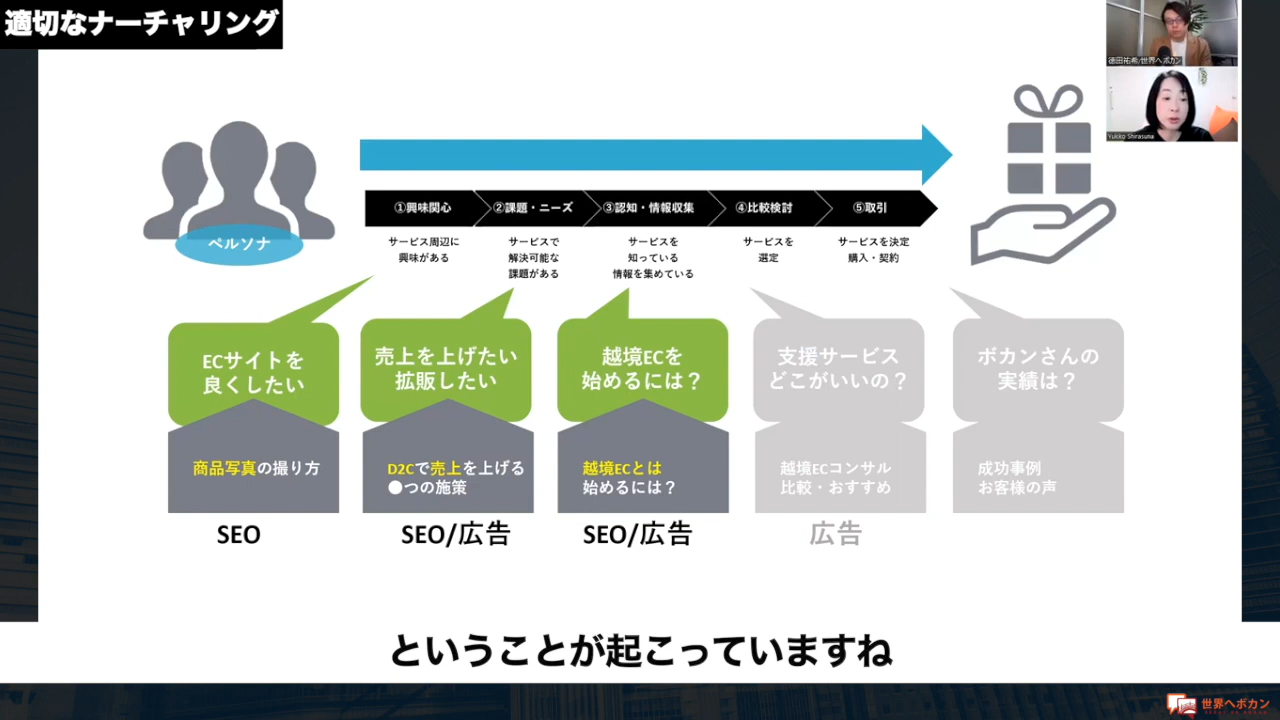 適切なナーチャリング
徳田祐希/世界へボカン
Yukko Shirasuna
ペルソナ
①興味関心
②課題・ニーズ
③認知・情報収集
④比較検討
⑤取引
サービス周辺に
興味がある
サービスで
解決可能な
課題がある
サービスを
知っている
情報を集めている
サービスを
選定
サービスを決定
購入・契約
ECサイトを
良くしたい
売上を上げたい
拡販したい
越境ECを
始めるには？
支援サービス
どこがいいの？
ボカンさんの
実績は？
商品写真の撮り方
D2Cで売上を上げる
●つの施策
越境ECとは
始めるには？
越境ECコンサル
比較・おすすめ
成功事例
お客様の声
SEO
SEO/広告
SEO/広告
広告
ということが起こっていますね
世界へボカン